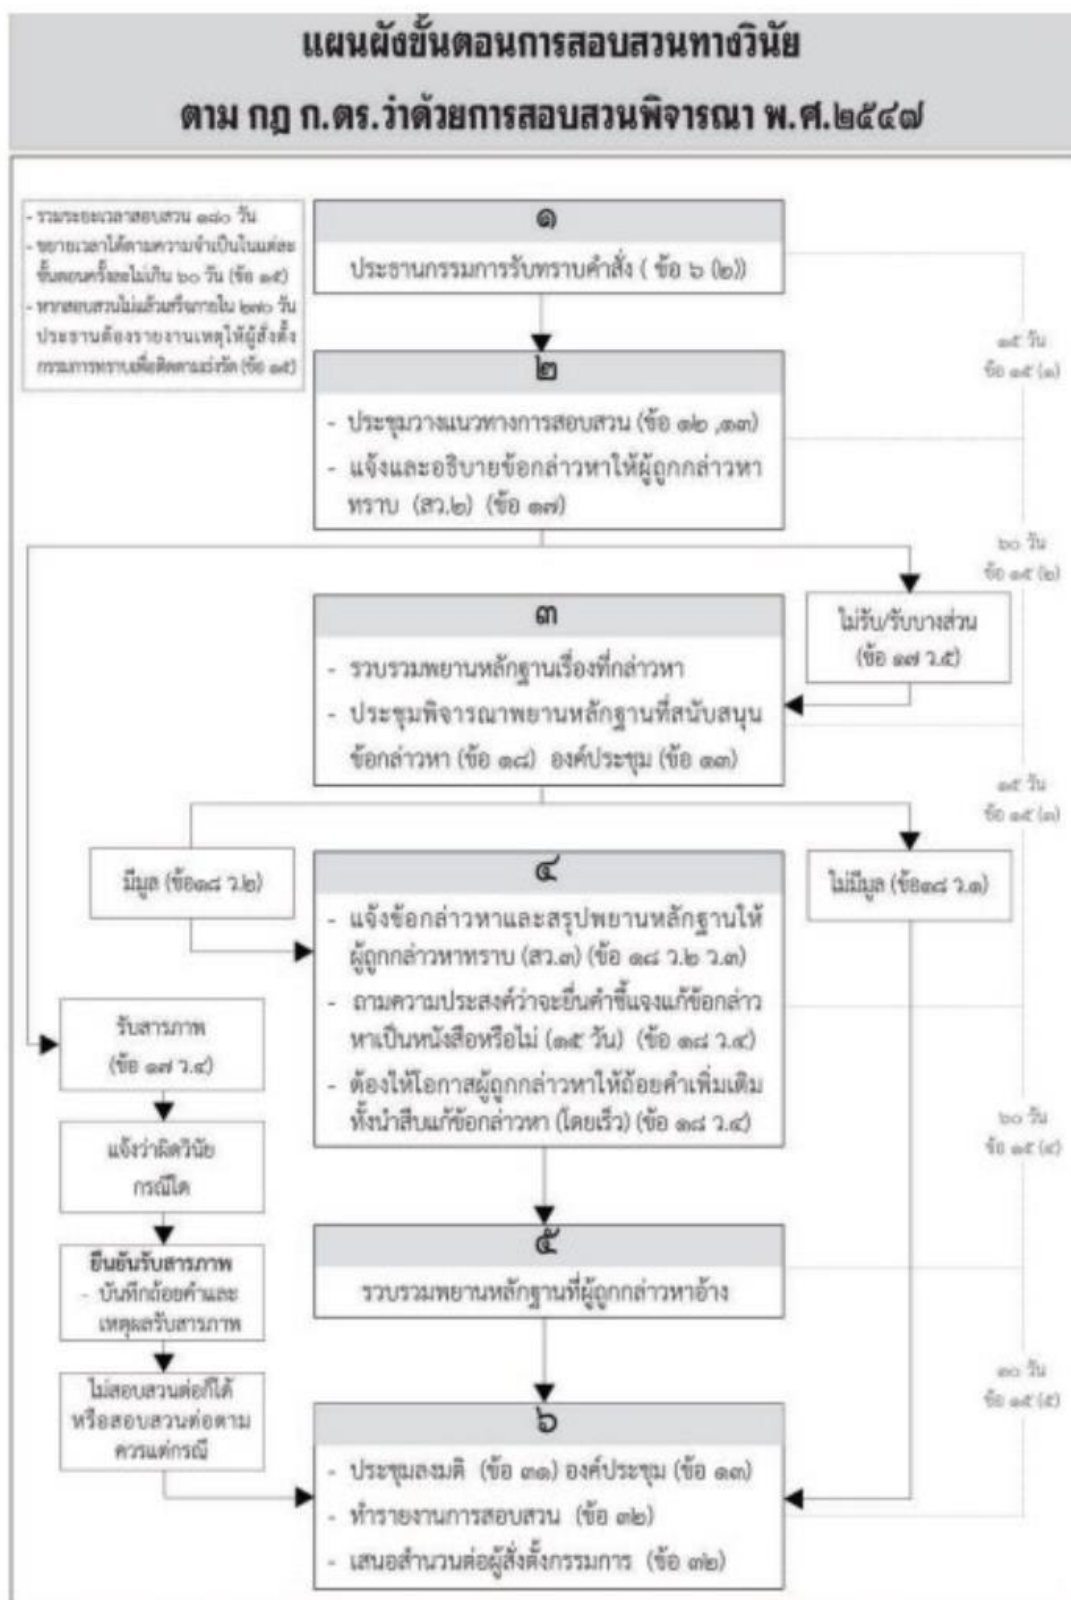 แผนผังขั้นตอนการสอบสวนทางวินัย
ตาม กฎ ก.ตร.ว่าด้วยการสอบสวนพิจารณา พ.ศ.๒๕๔๗
- รวมระยะเวลาสอบสวน ๑๘๐ วัน
- ขยายเวลาได้ตามความจำเป็นในแต่ละ
ขั้นตอนครั้งละไม่เกิน ๖๐ วัน (ข้อ ๑๕)
- หากสอบสวนไม่แล้วเสร็จภายใน ๒๗๐ วัน
ประธานต้องรายงานเหตุให้ผู้สั่งตั้ง
กรรมการทราบเพื่อติดตามเร่งรัด (ข้อ ๑๕)
๑
ประธานกรรมการรับทราบคำสั่ง ( ข้อ ๖ (๒))
๑๕ วัน
ข้อ ๑๕ (๑)
๒
- ประชุมวางแนวทางการสอบสวน (ข้อ ๑๒ ,๑๓)
- แจ้งและอธิบายข้อกล่าวหาให้ผู้ถูกกล่าวหา
ทราบ (สว.๒) (ข้อ ๑๗)
๖๐ วัน
ข้อ ๑๕ (๒)
ไม่รับ/รับบางส่วน
(ข้อ ๑๗ ว.๕)
๓
- รวบรวมพยานหลักฐานเรื่องที่กล่าวหา
- ประชุมพิจารณาพยานหลักฐานที่สนับสนุน
ข้อกล่าวหา (ข้อ ๑๘) องค์ประชุม (ข้อ ๑๓)
๑๕ วัน
ข้อ ๑๕ (๓)
มีมูล (ข้อ๑๘ ว.๒)
ไม่มีมูล (ข้อ๑๘ ว.๑)
๔
- แจ้งข้อกล่าวหาและสรุปพยานหลักฐานให้
ผู้ถูกกล่าวหาทราบ (สว.๓) (ข้อ ๑๘ ว.๒ ว.๓)
- ถามความประสงค์ว่าจะยื่นคำชี้แจงแก้ข้อกล่าว
หาเป็นหนังสือหรือไม่ (๑๕ วัน) (ข้อ ๑๘ ว.๔)
- ต้องให้โอกาสผู้ถูกกล่าวหาให้ถ้อยคำเพิ่มเติม
ทั้งนำสืบแก้ข้อกล่าวหา (โดยเร็ว) (ข้อ ๑๘ ว.๔)
๖๐ วัน
ข้อ ๑๕ (๔)
รับสารภาพ
(ข้อ ๑๗ ว.๔)
แจ้งว่าผิดวินัย
กรณีใด
ยืนยันรับสารภาพ
- บันทึกถ้อยคำและ
เหตุผลรับสารภาพ
ไม่สอบสวนต่อก็ได้
หรือสอบสวนต่อตาม
ควรแต่กรณี
๕
รวบรวมพยานหลักฐานที่ผู้ถูกกล่าวหาอ้าง
๓๐ วัน
ข้อ ๑๕ (๕)
๖
- ประชุมลงมติ (ข้อ ๓๑) องค์ประชุม (ข้อ ๑๓)
- ทำรายงานการสอบสวน (ข้อ ๓๒)
- เสนอสำนวนต่อผู้สั่งตั้งกรรมการ (ข้อ ๓๒)